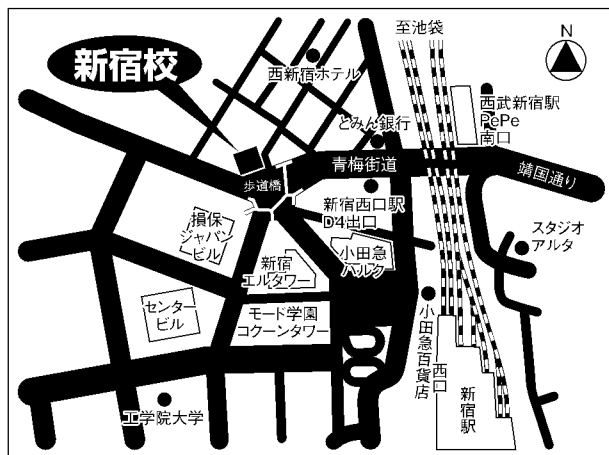 至池袋
N
新宿校
西新宿ホテル
西武新宿駅
PePe
南口
とみん銀行
青梅街道
靖国通り
歩道橋
新宿西口駅
D4出口
損保
ジャパン
ビル
スタジオ
アルタ
小田急
ハルク
新宿
エルタワー
センター
ビル
モード学園
コクーンタワー
小田急百貨店
西口
新宿駅
工学院大学